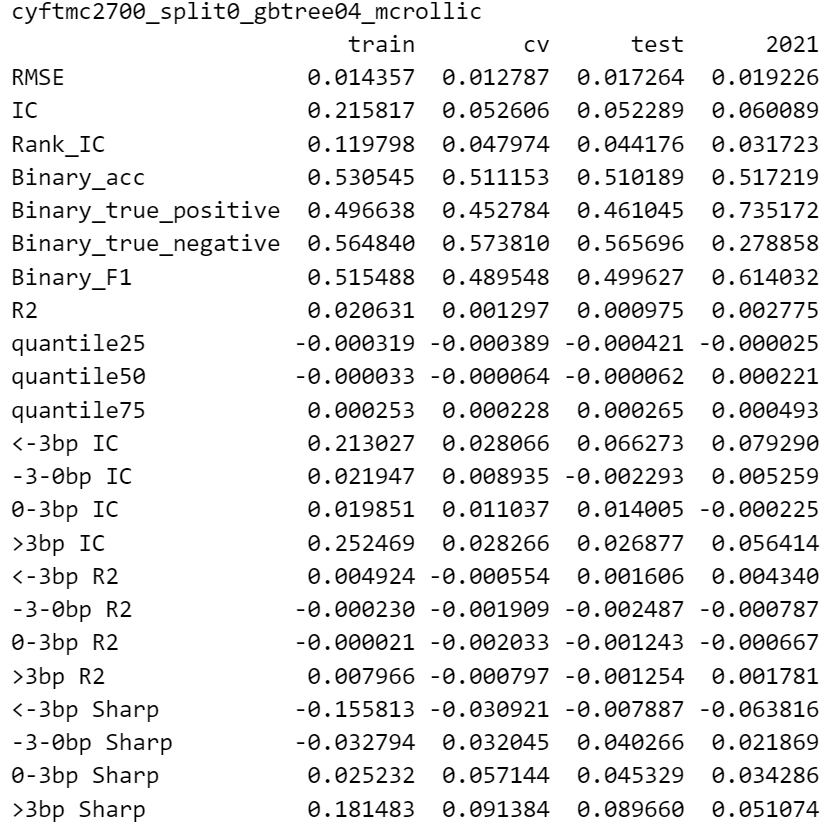 cyftmc2700_split0_gbtree04_mcrollic
train cv test 2021
RMSE 0.014357 0.012787 0.017264 0.019226
IC 0.215817 0.052606 0.052289 0.060089
Rank_IC 0.119798 0.047974 0.044176 0.031723
Binary_acc 0.530545 0.511153 0.510189 0.517219
Binary_true_positive 0.496638 0.452784 0.461045 0.735172
Binary_true_negative 0.564840 0.573810 0.565696 0.278858
Binary_F1 0.515488 0.489548 0.499627 0.614032
R2 0.020631 0.001297 0.000975 0.002775
quantile25 -0.000319 -0.000389 -0.000421 -0.000025
quantile50 -0.000033 -0.000064 -0.000062 0.000221
quantile75 0.000253 0.000228 0.000265 0.000493
<-3bp IC 0.213027 0.028066 0.066273 0.079290
-3-0bp IC 0.021947 0.008935 -0.002293 0.005259
0-3bp IC 0.019851 0.011037 0.014005 -0.000225
>3bp IC 0.252469 0.028266 0.026877 0.056414
<-3bp R2 0.004924 -0.000554 0.001606 0.004340
-3-0bp R2 -0.000230 -0.001909 -0.002487 -0.000787
0-3bp R2 -0.000021 -0.002033 -0.001243 -0.000667
>3bp R2 0.007966 -0.000797 -0.001254 0.001781
<-3bp Sharp -0.155813 -0.030921 -0.007887 -0.063816
-3-0bp Sharp -0.032794 0.032045 0.040266 0.021869
0-3bp Sharp 0.025232 0.057144 0.045329 0.034286
>3bp Sharp 0.181483 0.091384 0.089660 0.051074